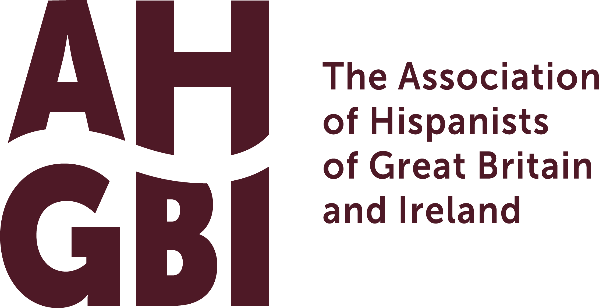 AH
GBI
The Association
of Hispanists
of Great Britain
and Ireland